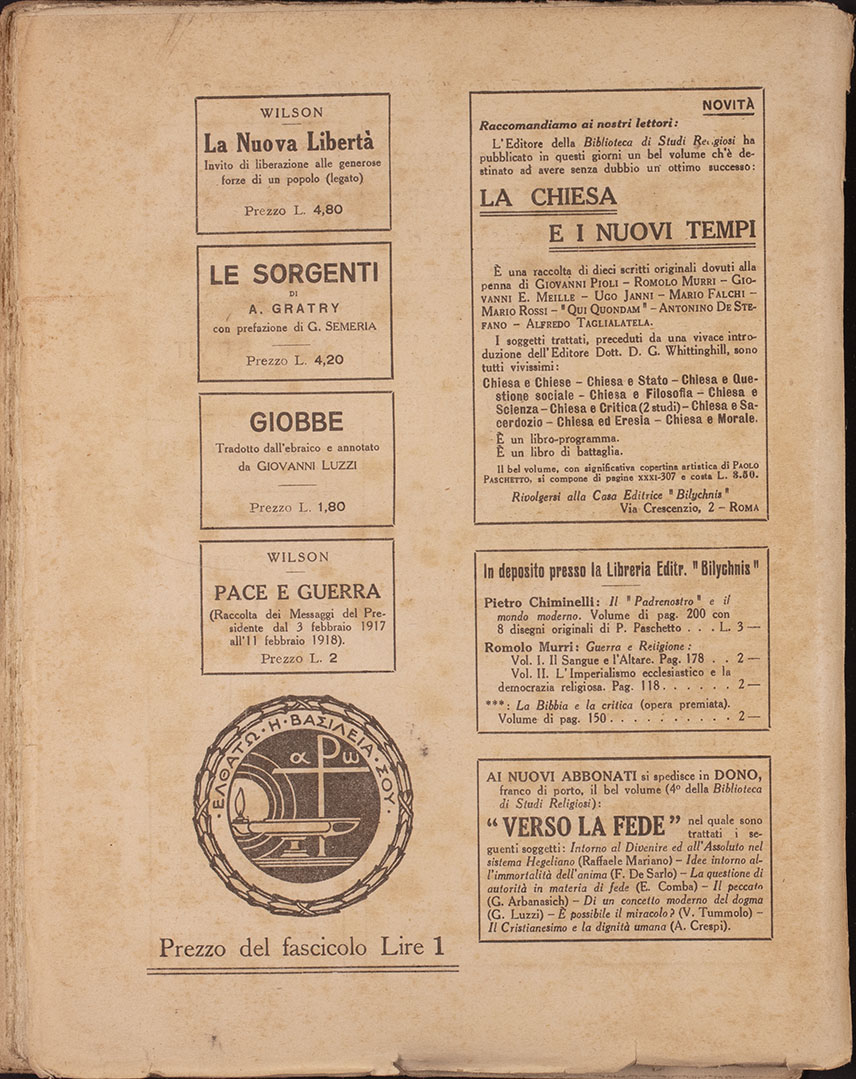 WILSON
La Nuova Libertà
Invito di liberazione alle generose
forze di un popolo (legato)
Prezzo L. 4,80
LE SORGENTI
DI
A. GRATRY
con prefazione di G. SEMERIA
Prezzo L. 4,20
GIOBBE
Tradotto dall'ebraico e annotato
da GIOVANNI LUZZI
Prezzo L. 1,80
WILSON
PACE E GUERRA
(Raccolta dei Messaggi del Pre-
sidente dal 3 febbraio 1917
all'11 febbraio 1918).
Prezzo L. 2
· ΕΛΘΑΤΩ · Η · ΒΑΣΙΛΕΙΑ · ΣΟΥ ·
α ω
Prezzo del fascicolo Lire 1
NOVITÀ
Raccomandiamo ai nostri lettori:
L'Editore della Biblioteca di Studi Religiosi ha
pubblicato in questi giorni un bel volume ch'è de-
stinato ad avere senza dubbio un ottimo successo:
LA CHIESA
E I NUOVI TEMPI
È una raccolta di dieci scritti originali dovuti alla
penna di GIOVANNI PIOLI – ROMOLO MURRI – GIO-
VANNI E. MEILLE – UGO JANNI – MARIO FALCHI –
MARIO ROSSI – "QUI QUONDAM" – ANTONINO DE STE-
FANO – ALFREDO TAGLIALATELA.
I soggetti trattati, preceduti da una vivace intro-
duzione dell'Editore Dott. D. G. Whittinghill, sono
tutti vivissimi:
Chiesa e Chiese – Chiesa e Stato – Chiesa e Que-
stione sociale – Chiesa e Filosofia – Chiesa e
Scienza – Chiesa e Critica (2 studi) – Chiesa e Sa-
cerdozio – Chiesa ed Eresia – Chiesa e Morale.
È un libro-programma.
È un libro di battaglia.
Il bel volume, con significativa copertina artistica di PAOLO
PASCHETTO, si compone di pagine XXXI-307 e costa L. 3.50.
Rivolgersi alla Casa Editrice "Bilychnis"
Via Crescenzio, 2 – ROMA
In deposito presso la Libreria Editr. "Bilychnis"
Pietro Chiminelli: Il "Padrenostro" e il
mondo moderno. Volume di pag. 200 con
8 disegni originali di P. Paschetto . . . L. 3 —
Romolo Murri: Guerra e Religione:
Vol. I. Il Sangue e l'Altare. Pag. 178 . . 2 —
Vol. II. L'Imperialismo ecclesiastico e la
democrazia religiosa. Pag. 118 . . . . . . 2 —
***: La Bibbia e la critica (opera premiata).
Volume di pag. 150 . . . . . . . . . . 2 —
AI NUOVI ABBONATI si spedisce in DONO,
franco di porto, il bel volume (4º della Biblioteca
di Studi Religiosi):
"VERSO LA FEDE" nel quale sono
trattati i se-
guenti soggetti: Intorno al Divenire ed all'Assoluto nel
sistema Hegeliano (Raffaele Mariano) – Idee intorno al-
l'immortalità dell'anima (F. De Sarlo) – La questione di
autorità in materia di fede (E. Comba) – Il peccato
(G. Arbanasich) – Di un concetto moderno del dogma
(G. Luzzi) – È possibile il miracolo? (V. Tummolo) –
Il Cristianesimo e la dignità umana (A. Crespi).